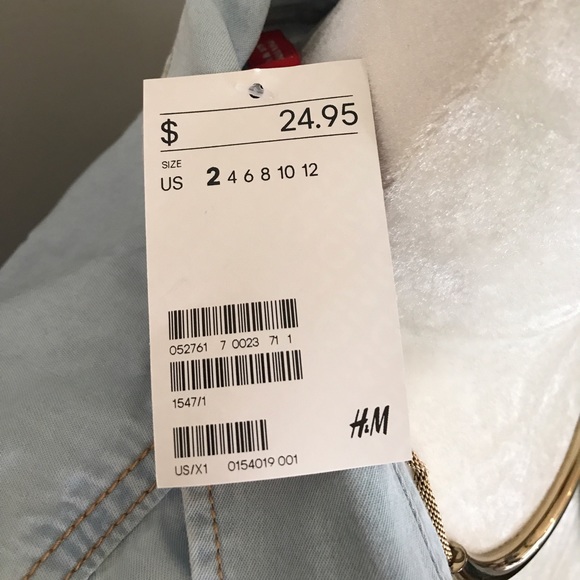 $ 24.95
SIZE
US 2 4 6 8 10 12
052761 7 0023 71 1
1547/1
H&M
US/X1 0154019 001